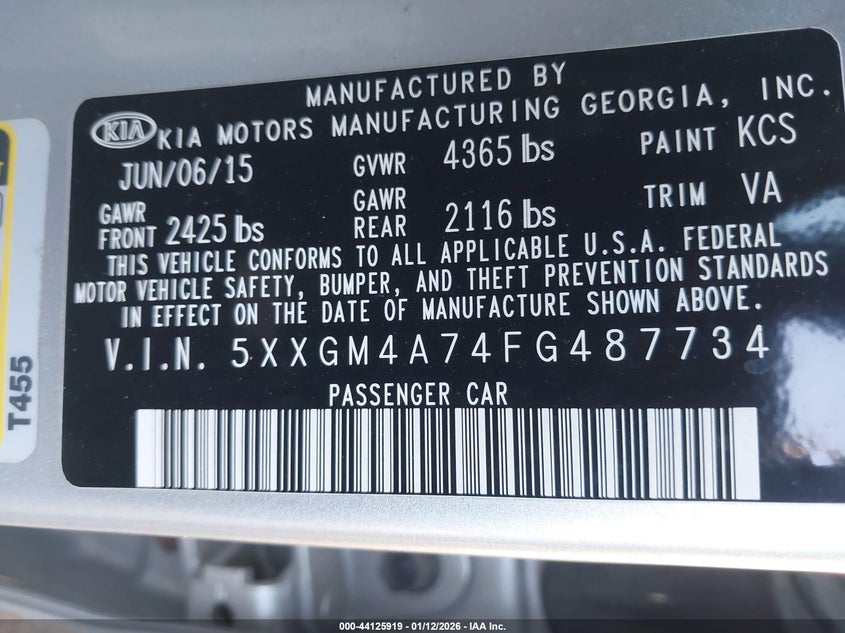 MANUFACTURED BY
KIA KIA MOTORS MANUFACTURING GEORGIA, INC.
JUN/06/15 GVWR 4365 lbs PAINT KCS
GAWR FRONT 2425 lbs GAWR REAR 2116 lbs TRIM VA
THIS VEHICLE CONFORMS TO ALL APPLICABLE U.S.A. FEDERAL
MOTOR VEHICLE SAFETY, BUMPER, AND THEFT PREVENTION STANDARDS
IN EFFECT ON THE DATE OF MANUFACTURE SHOWN ABOVE.
V.I.N. 5XXGM4A74FG487734
PASSENGER CAR
T455
000-44125919 - 01/12/2026 - IAA Inc.